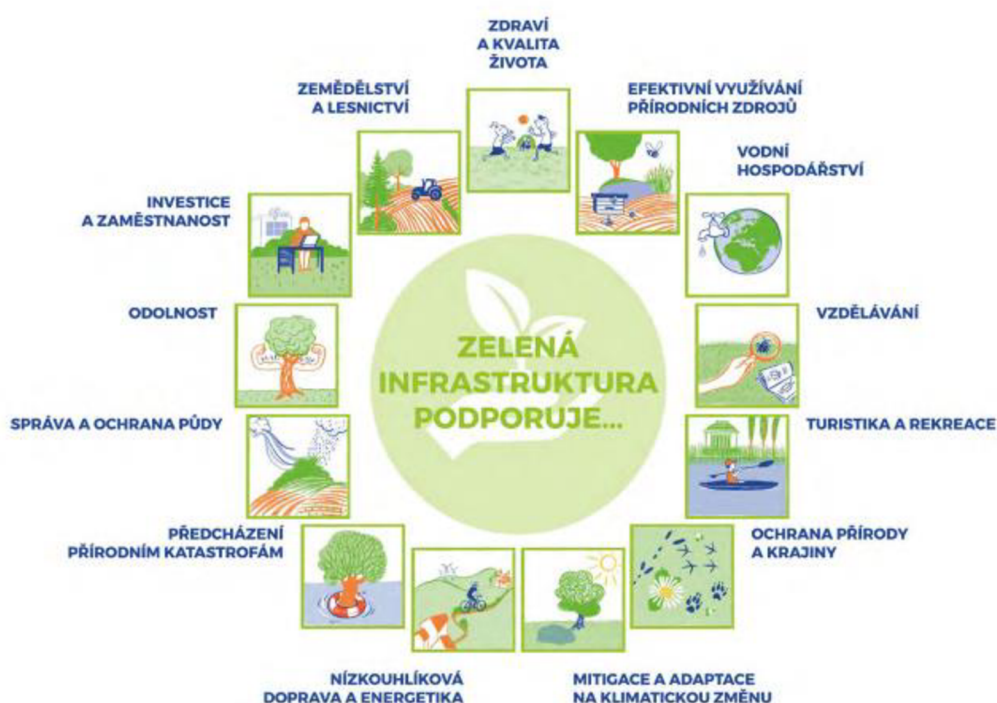 ZDRAVÍ
A KVALITA
ŽIVOTA
ZEMĚDĚLSTVÍ
A LESNICTVÍ
EFEKTIVNÍ VYUŽÍVÁNÍ
PŘÍRODNÍCH ZDROJŮ
VODNÍ
HOSPODÁŘSTVÍ
INVESTICE
A ZAMĚSTNANOST
ODOLNOST
VZDĚLÁVÁNÍ
ZELENÁ
INFRASTRUKTURA
PODPORUJE...
SPRÁVA A OCHRANA PŮDY
TURISTIKA A REKREACE
PŘEDCHÁZENÍ
PŘÍRODNÍM KATASTROFÁM
OCHRANA PŘÍRODY
A KRAJINY
NÍZKOUHLÍKOVÁ
DOPRAVA A ENERGETIKA
MITIGACE A ADAPTACE
NA KLIMATICKOU ZMĚNU